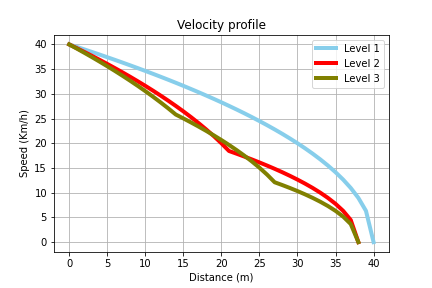 Velocity profile
Level 1
Level 2
Level 3
Speed (Km/h)
40
35
30
25
20
15
10
5
0
0 5 10 15 20 25 30 35 40
Distance (m)